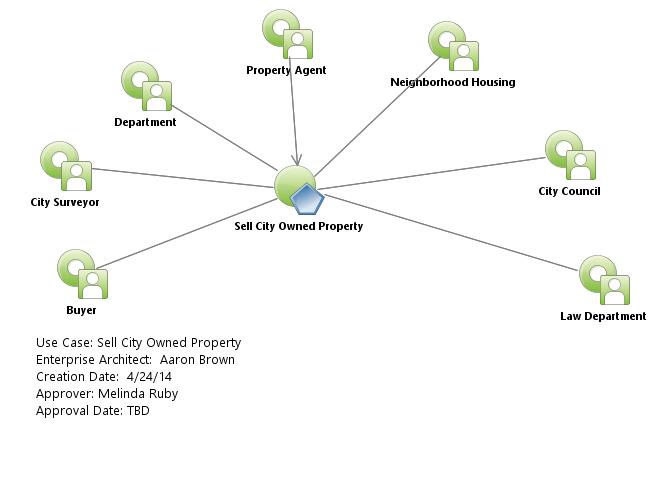 Property Agent
Neighborhood Housing
Department
City Surveyor
City Council
Sell City Owned Property
Buyer
Law Department
Use Case: Sell City Owned Property
Enterprise Architect:  Aaron Brown
Creation Date:  4/24/14
Approver: Melinda Ruby
Approval Date: TBD